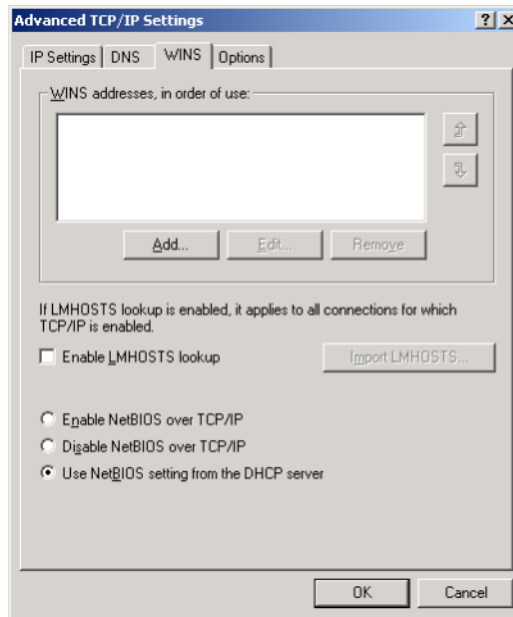 Advanced TCP/IP Settings
IP Settings DNS WINS Options
WINS addresses, in order of use:
Add... Edit... Remove
If LMHOSTS lookup is enabled, it applies to all connections for which
TCP/IP is enabled.
Enable LMHOSTS lookup Import LMHOSTS...
Enable NetBIOS over TCP/IP
Disable NetBIOS over TCP/IP
Use NetBIOS setting from the DHCP server
OK Cancel